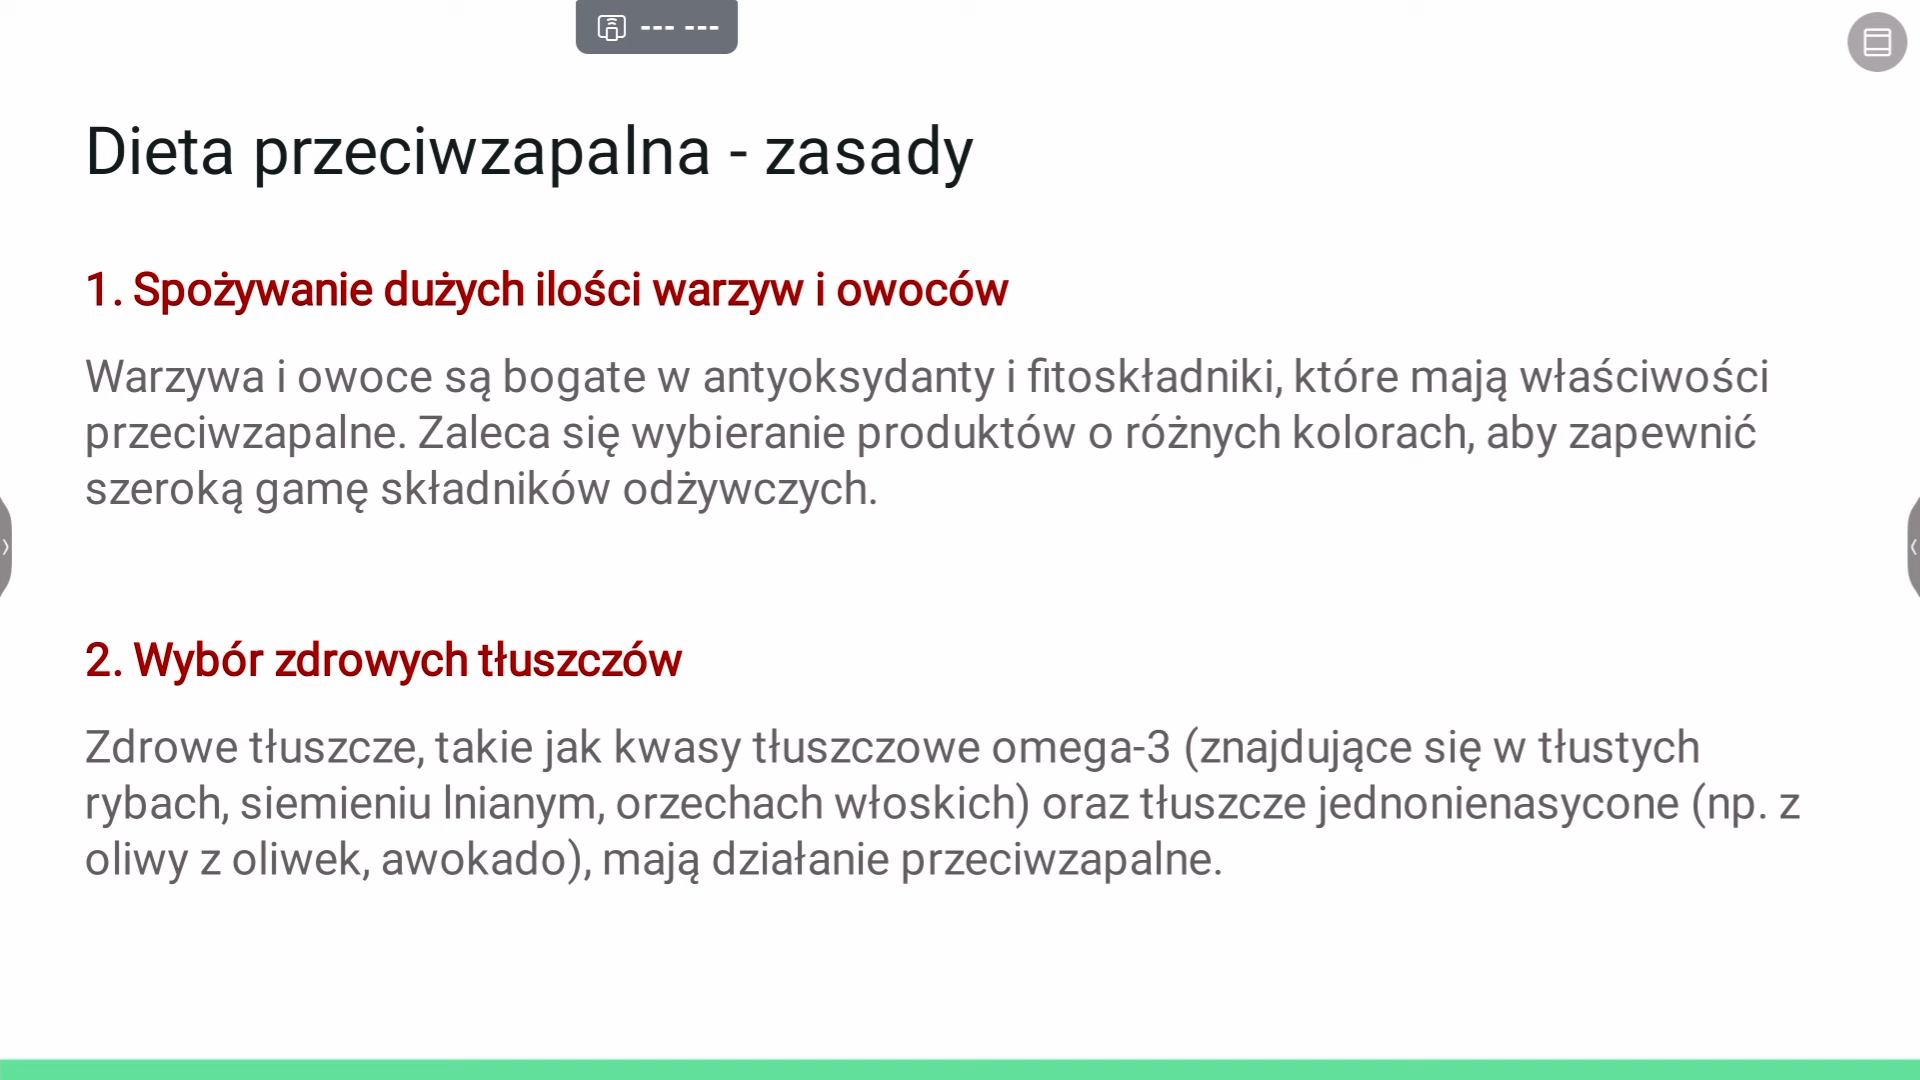 --- ---
Dieta przeciwzapalna - zasady
1. Spożywanie dużych ilości warzyw i owoców
Warzywa i owoce są bogate w antyoksydanty i fitoskładniki, które mają właściwości
przeciwzapalne. Zaleca się wybieranie produktów o różnych kolorach, aby zapewnić
szeroką gamę składników odżywczych.
2. Wybór zdrowych tłuszczów
Zdrowe tłuszcze, takie jak kwasy tłuszczowe omega-3 (znajdujące się w tłustych
rybach, siemieniu lnianym, orzechach włoskich) oraz tłuszcze jednonienasycone (np. z
oliwy z oliwek, awokado), mają działanie przeciwzapalne.